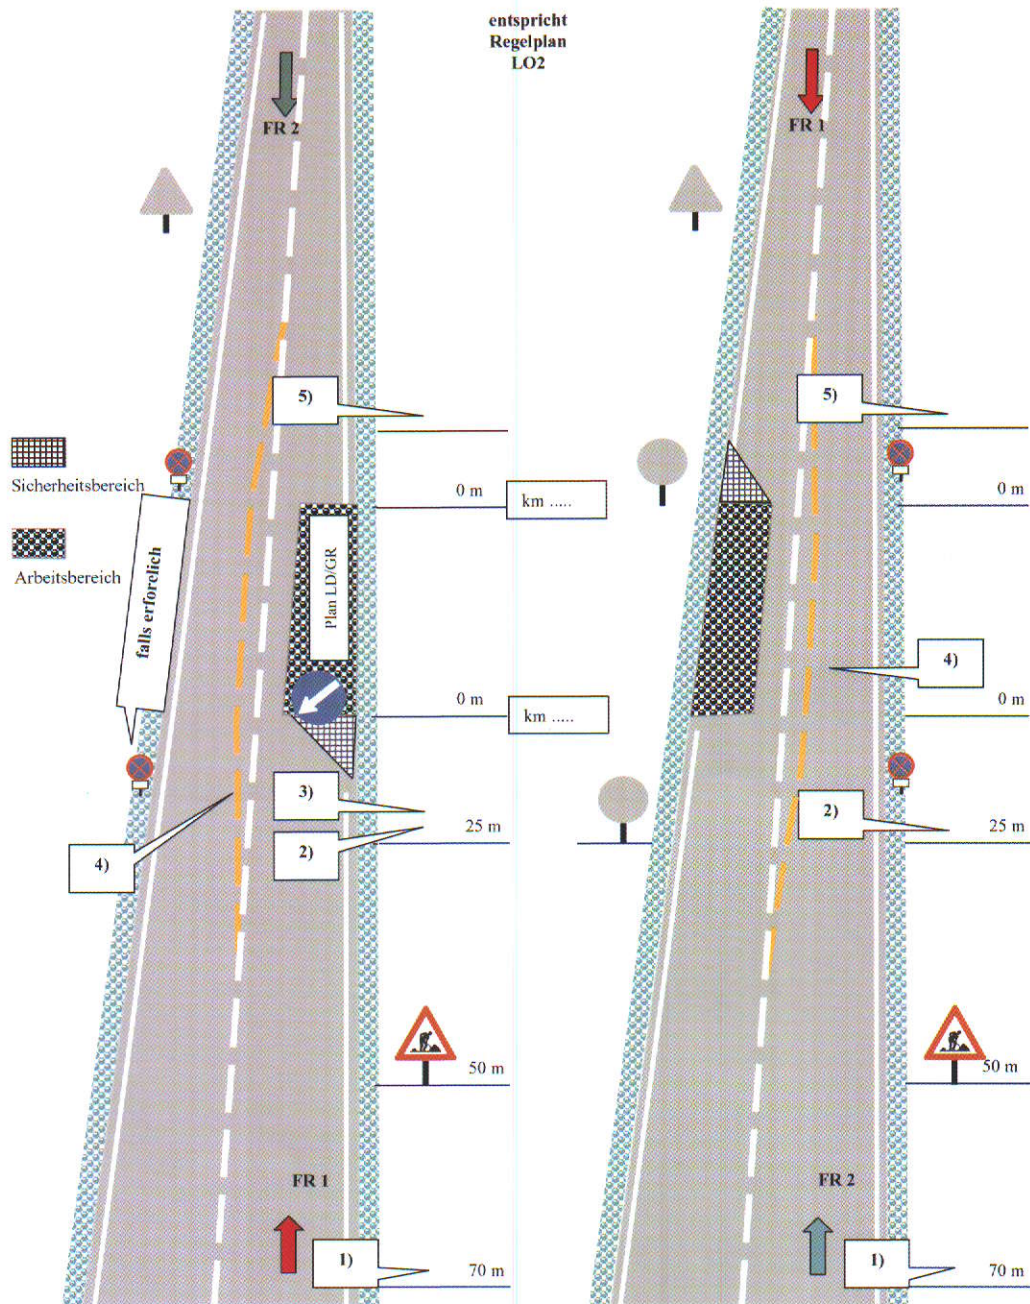 entspricht
Regelplan
LO2
FR 2
5)
Sicherheitsbereich
0 m
km .....
Arbeitsbereich
falls erforelich
Plan LD/GR
0 m
km .....
3)
25 m
2)
4)
50 m
FR 1
1)
70 m
FR 1
5)
0 m
4)
0 m
2)
25 m
50 m
FR 2
1)
70 m